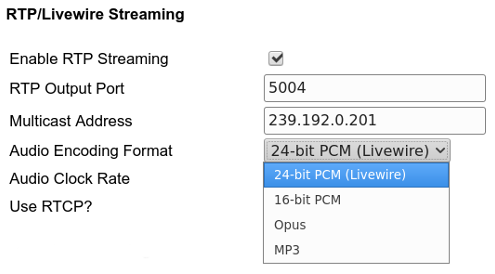 RTP/Livewire Streaming
Enable RTP Streaming
RTP Output Port 5004
Multicast Address 239.192.0.201
Audio Encoding Format 24-bit PCM (Livewire)
Audio Clock Rate 24-bit PCM (Livewire)
16-bit PCM
Use RTCP?
Opus
MP3